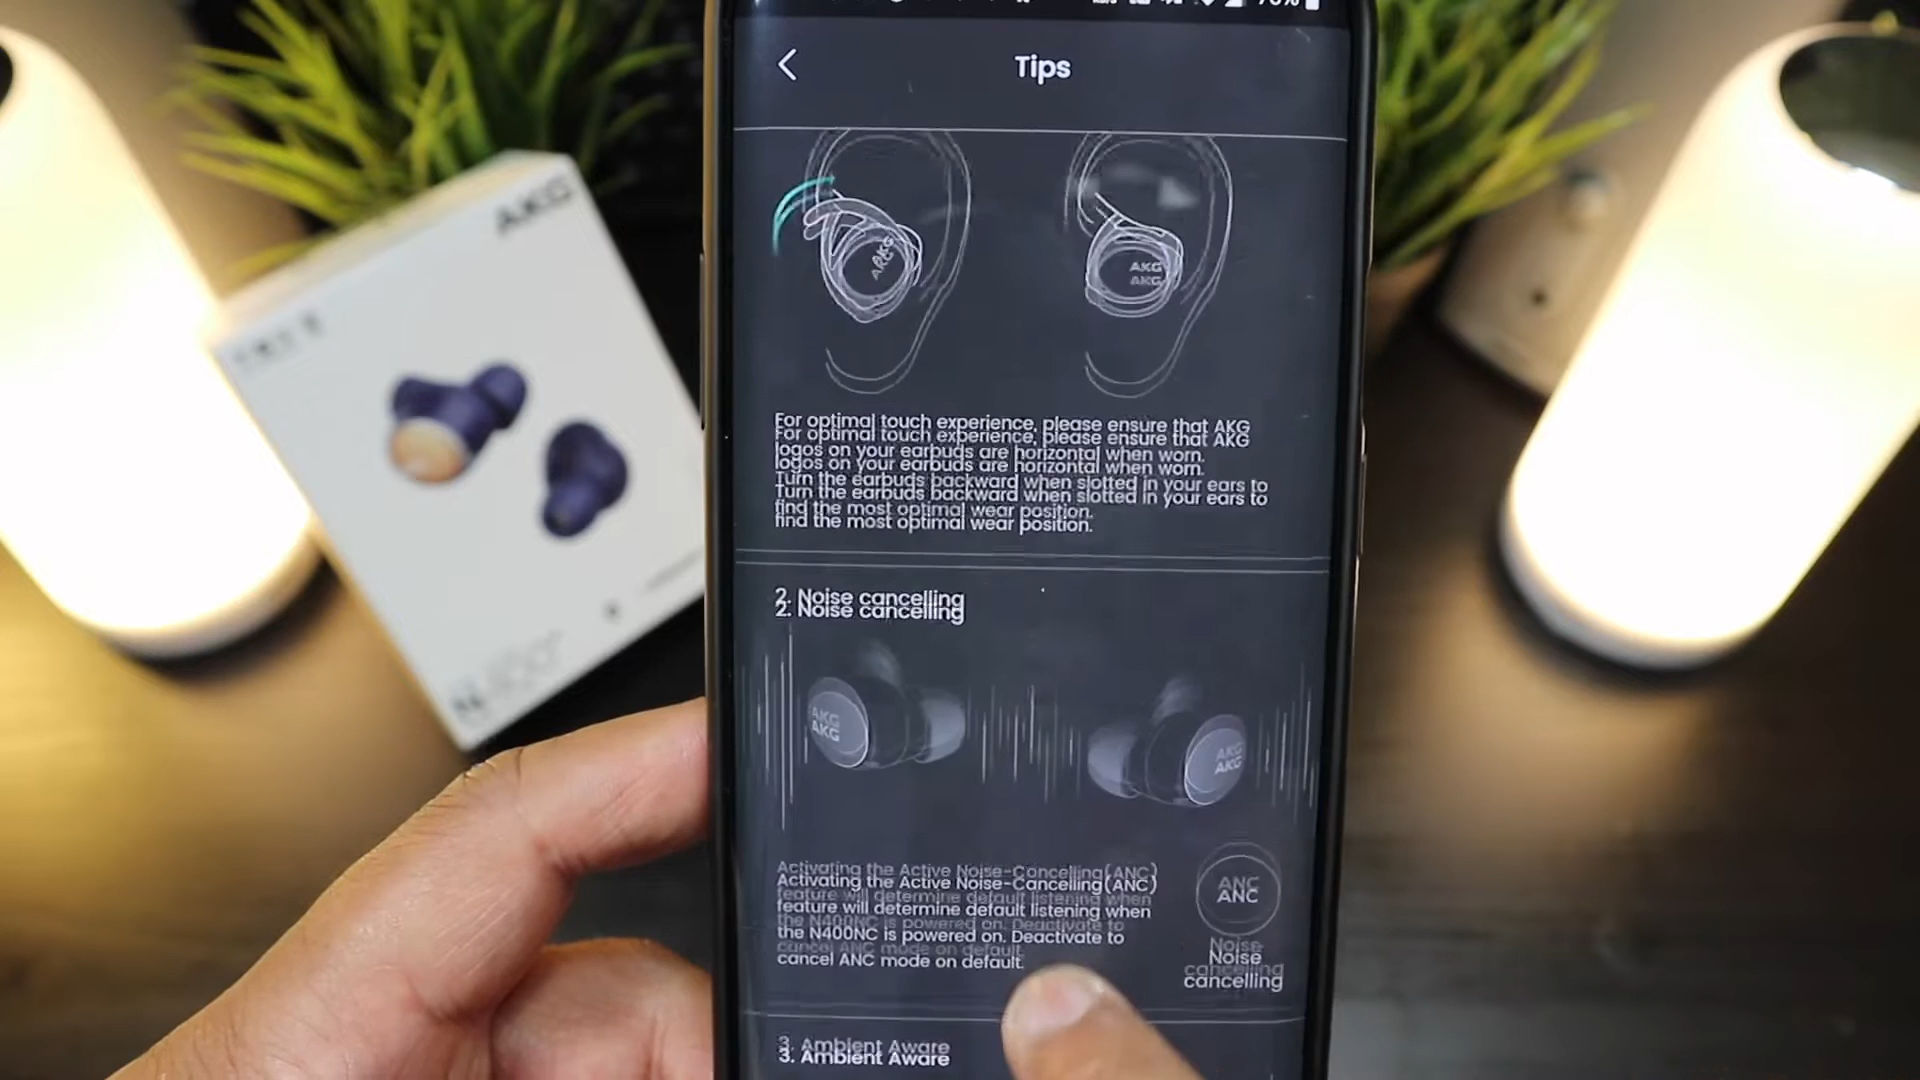 Tips
AKG
AKG
AKG
For optimal touch experience, please ensure that AKG
logos on your earbuds are horizontal when worn.
Turn the earbuds backward when slotted in your ears to
find the most optimal wear position.
2. Noise cancelling
AKG
AKG
Activating the Active Noise-Cancelling(ANC)
feature will determine default listening when
the N400NC is powered on. Deactivate to
cancel ANC mode on default.
ANC
Noise
cancelling
3. Ambient Aware